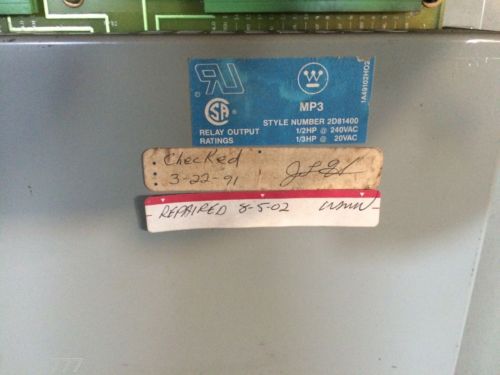 MP3
STYLE NUMBER 2D81400
RELAY OUTPUT 1/2HP @ 240VAC
RATINGS 1/3HP @ 20VAC
1A49102H02
Checked
3-22-91
REPAIRED 8-5-02